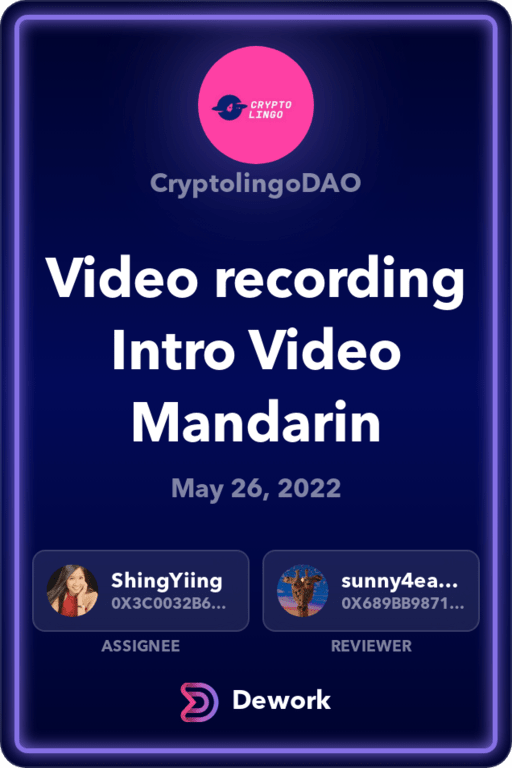 CRYPTO
LINGO
CryptolingoDAO
Video recording
Intro Video
Mandarin
May 26, 2022
ShingYiing
0X3C0032B6...
ASSIGNEE
sunny4ea...
0X689BB9871...
REVIEWER
Dework